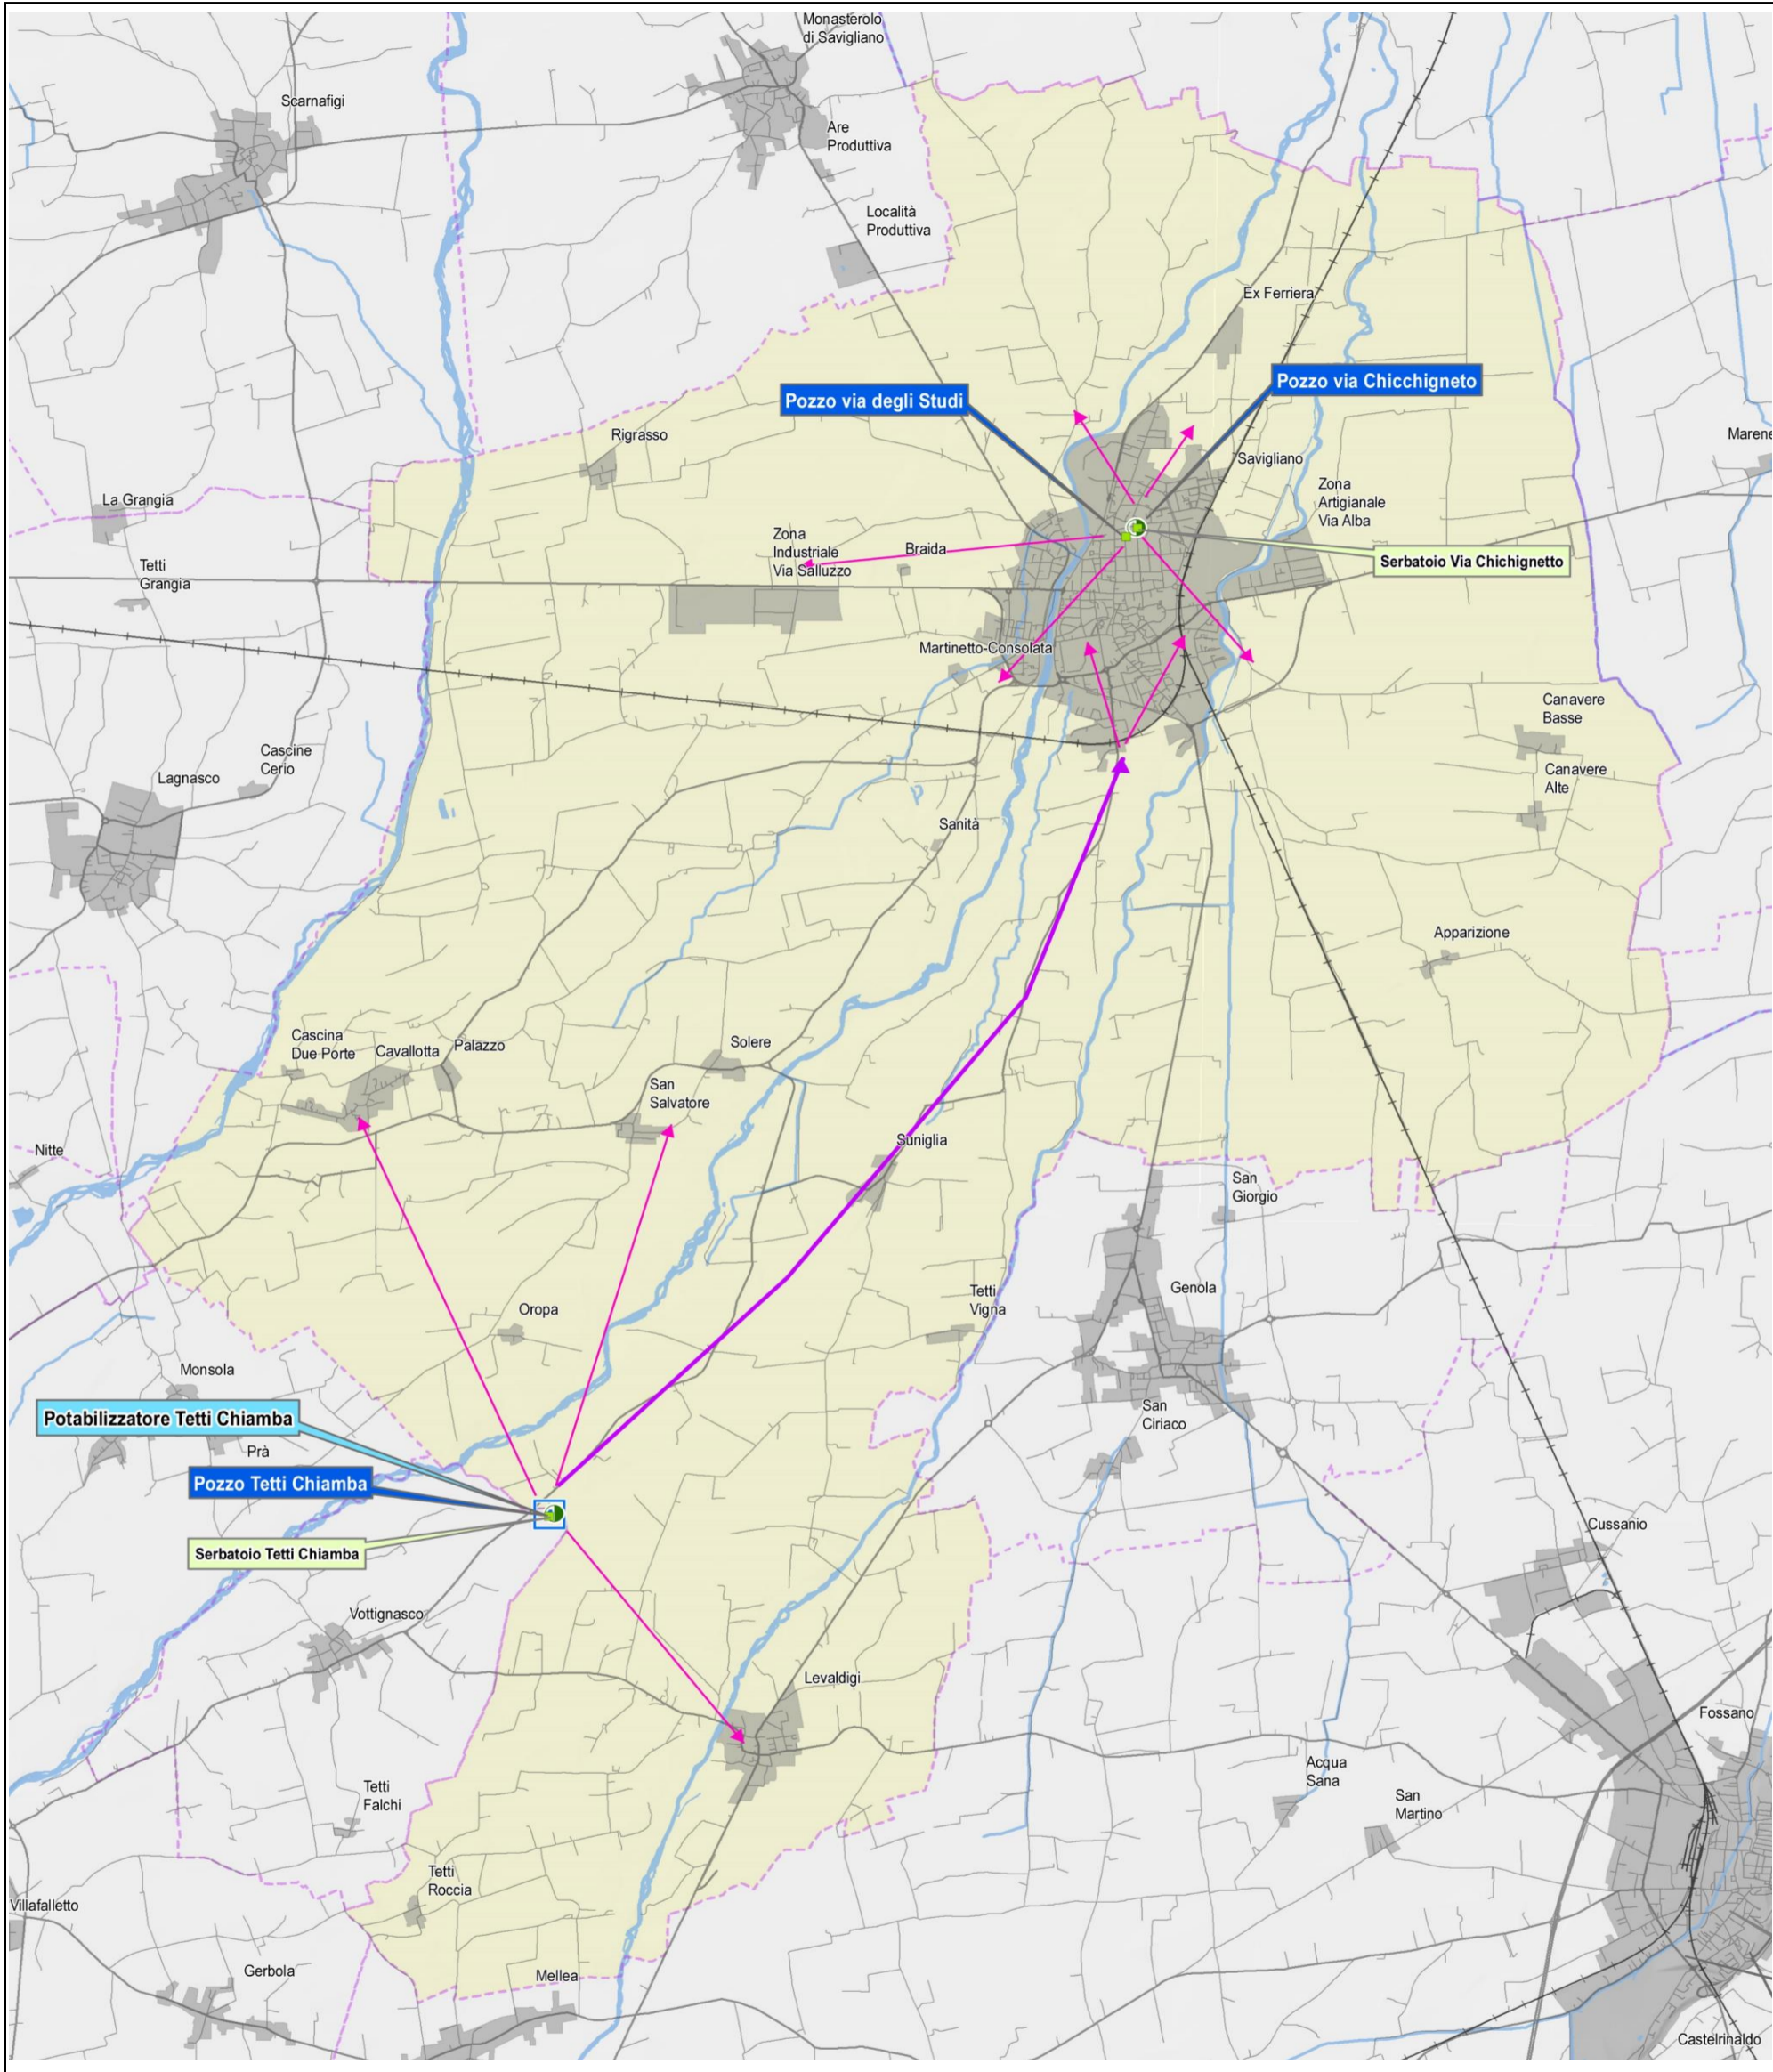 Monasterolo
di Savigliano
Scarnafigi
Are
Produttiva
Località
Produttiva
Ex Ferriera
Pozzo via degli Studi
Pozzo via Chicchigneto
Rigrasso
Marene
Savigliano
La Grangia
Zona
Artigianale
Via Alba
Zona
Industriale
Via Salluzzo
Braida
Serbatoio Via Chichignetto
Tetti
Grangia
Martinetto-Consolata
Canavere
Basse
Cascine
Cerio
Lagnasco
Canavere
Alte
Sanità
Apparizione
Cascina
Due Porte
Cavallotta
Palazzo
Solere
San
Salvatore
Nitte
Suniglia
San
Giorgio
Tetti
Vigna
Genola
Oropa
Monsola
Potabilizzatore Tetti Chiamba
San
Ciriaco
Prà
Pozzo Tetti Chiamba
Cussanio
Serbatoio Tetti Chiamba
Vottignasco
Levaldigi
Fossano
Acqua
Sana
Tetti
Falchi
San
Martino
Tetti
Roccia
Villafalletto
Gerbola
Mellea
Castelrinaldo